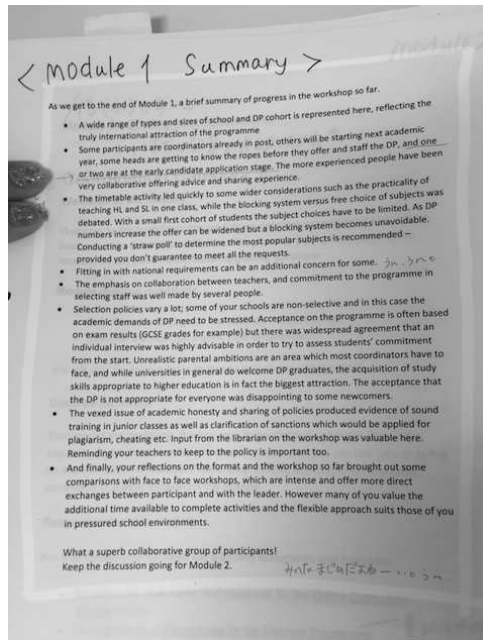 < Module 1 Summary >
As we get to the end of Module 1, a brief summary of progress in the workshop so far.
• A wide range of types and sizes of school and DP cohort is represented here, reflecting the
truly international attraction of the programme
• Some participants are coordinators already in post, others will be starting next academic
year, some heads are getting to know the ropes before they offer and staff the DP, and one
or two are at the early candidate application stage. The more experienced people have been
very collaborative offering advice and sharing experience.
• The timetable activity led quickly to some wider considerations such as the practicality of
teaching HL and SL in one class, while the blocking system versus free choice of subjects was
debated. With a small first cohort of students the subject choices have to be limited. As DP
numbers increase the offer can be widened but a blocking system becomes unavoidable.
Conducting a 'straw poll' to determine the most popular subjects is recommended –
provided you don't guarantee to meet all the requests.
• Fitting in with national requirements can be an additional concern for some. うん、うん。
• The emphasis on collaboration between teachers, and commitment to the programme in
selecting staff was well made by several people.
• Selection policies vary a lot; some of your schools are non-selective and in this case the
academic demands of DP need to be stressed. Acceptance on the programme is often based
on exam results (GCSE grades for example) but there was widespread agreement that an
individual interview was highly advisable in order to try to assess students' commitment
from the start. Unrealistic parental ambitions are an area which most coordinators have to
face, and while universities in general do welcome DP graduates, the acquisition of study
skills appropriate to higher education is in fact the biggest attraction. The acceptance that
the DP is not appropriate for everyone was disappointing to some newcomers.
• The vexed issue of academic honesty and sharing of policies produced evidence of sound
training in junior classes as well as clarification of sanctions which would be applied for
plagiarism, cheating etc. Input from the librarian on the workshop was valuable here.
Reminding your teachers to keep to the policy is important too.
• And finally, your reflections on the format and the workshop so far brought out some
comparisons with face to face workshops, which are intense and offer more direct
exchanges between participant and with the leader. However many of you value the
additional time available to complete activities and the flexible approach suits those of you
in pressured school environments.
What a superb collaborative group of participants!
Keep the discussion going for Module 2.
みんなまじめだよねー...。うん